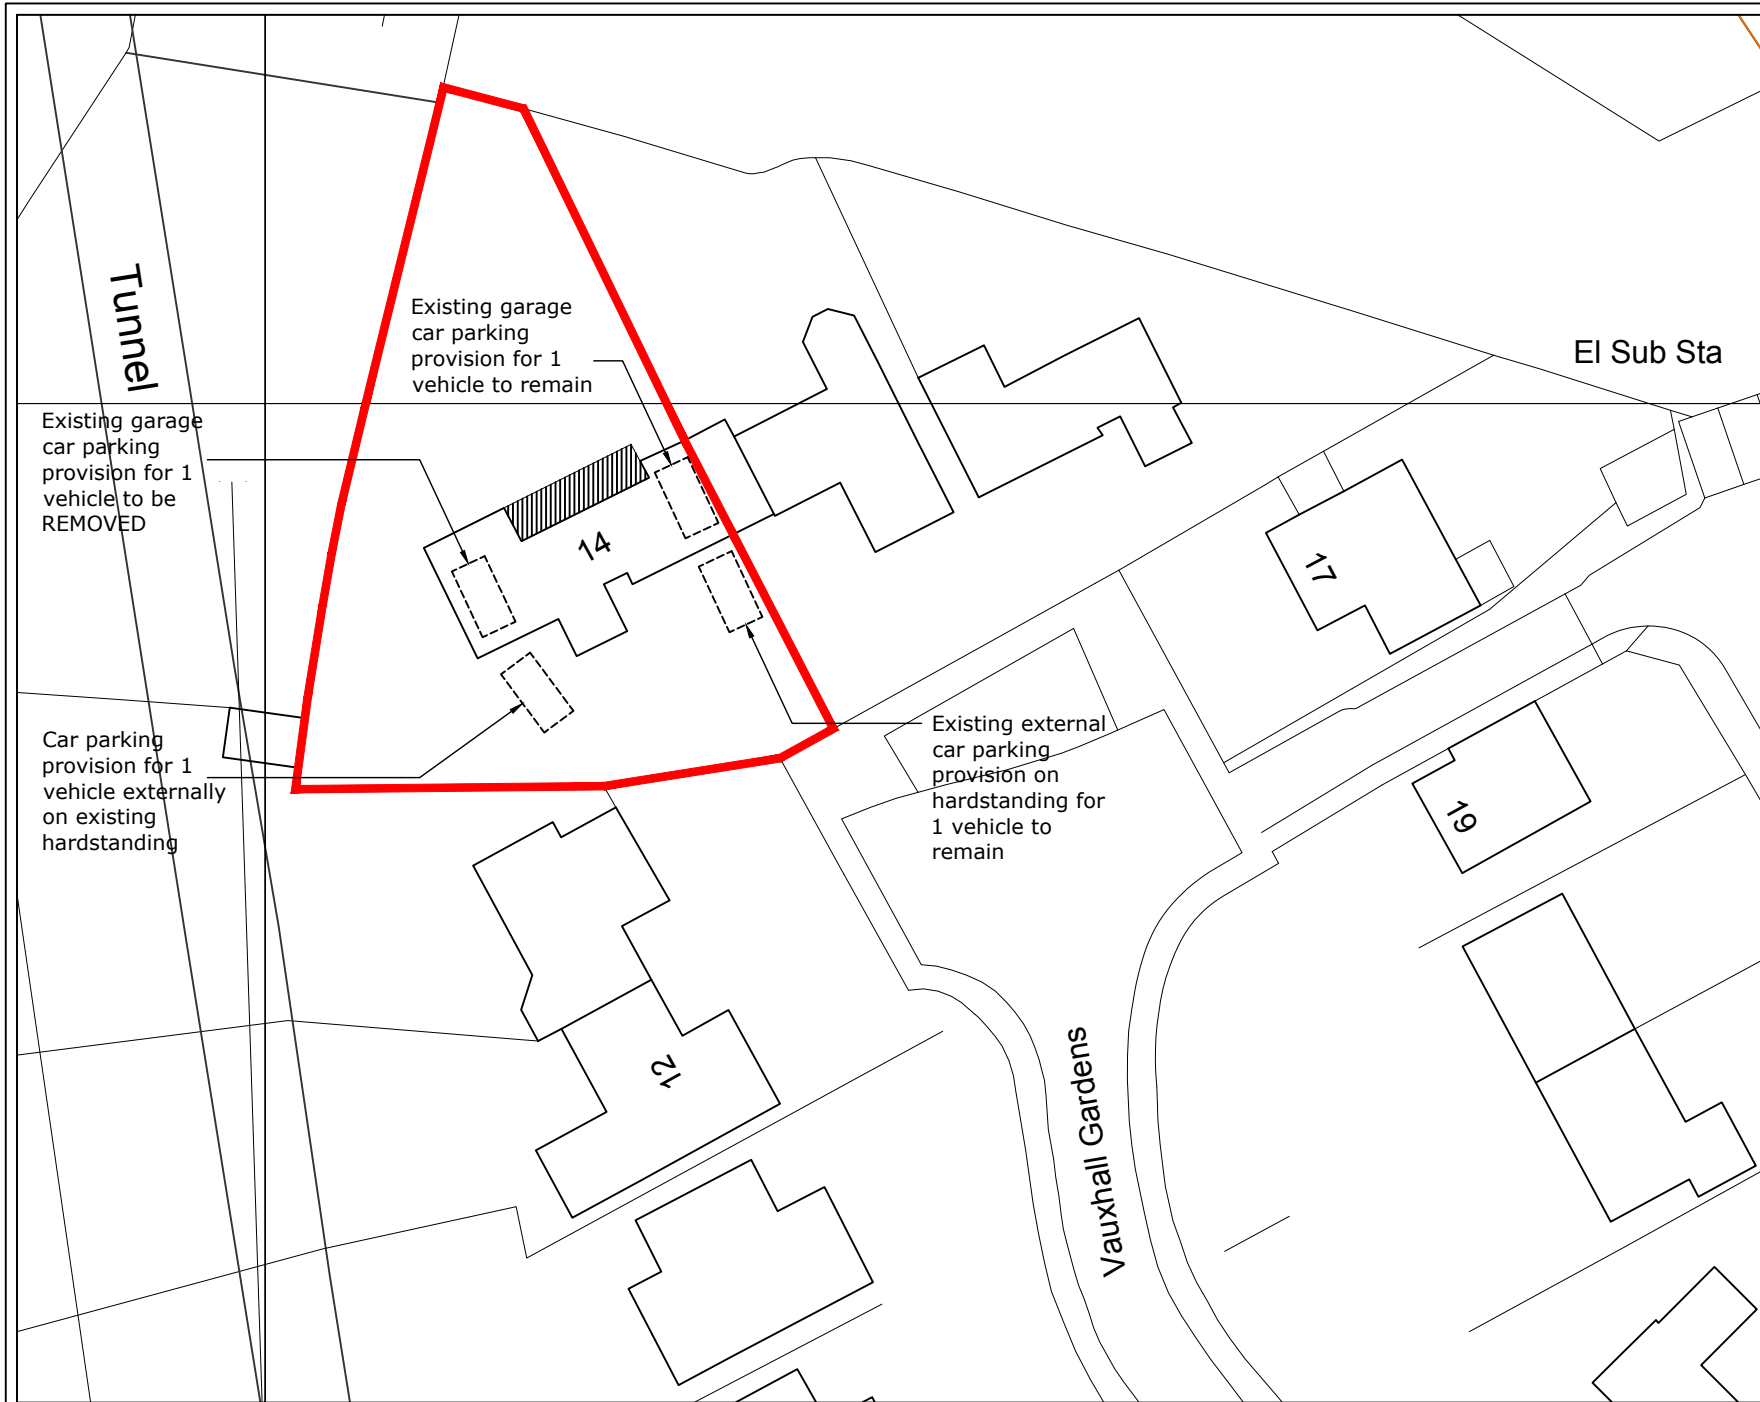 Tunnel
Existing garage
car parking
provision for 1
vehicle to remain
El Sub Sta
Existing garage
car parking
provision for 1
vehicle to be
REMOVED
14
17
Car parking
provision for 1
vehicle externally
on existing
hardstanding
Existing external
car parking
provision on
hardstanding for
1 vehicle to
remain
19
12
Vauxhall Gardens